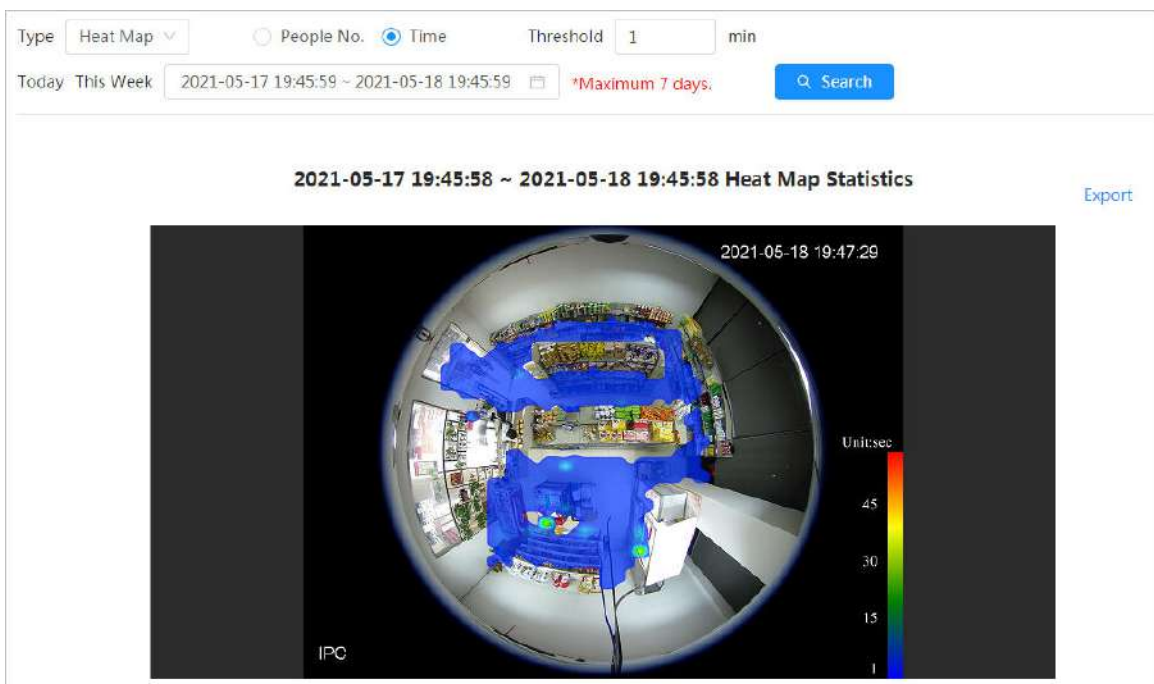 Type Heat Map People No. Time Threshold 1 min
Today This Week 2021-05-17 19:45:59 ~ 2021-05-18 19:45:59 *Maximum 7 days. Search
2021-05-17 19:45:58 ~ 2021-05-18 19:45:58 Heat Map Statistics
Export
2021-05-18 19:47:29
Unit:sec
45
30
15
IPC
1